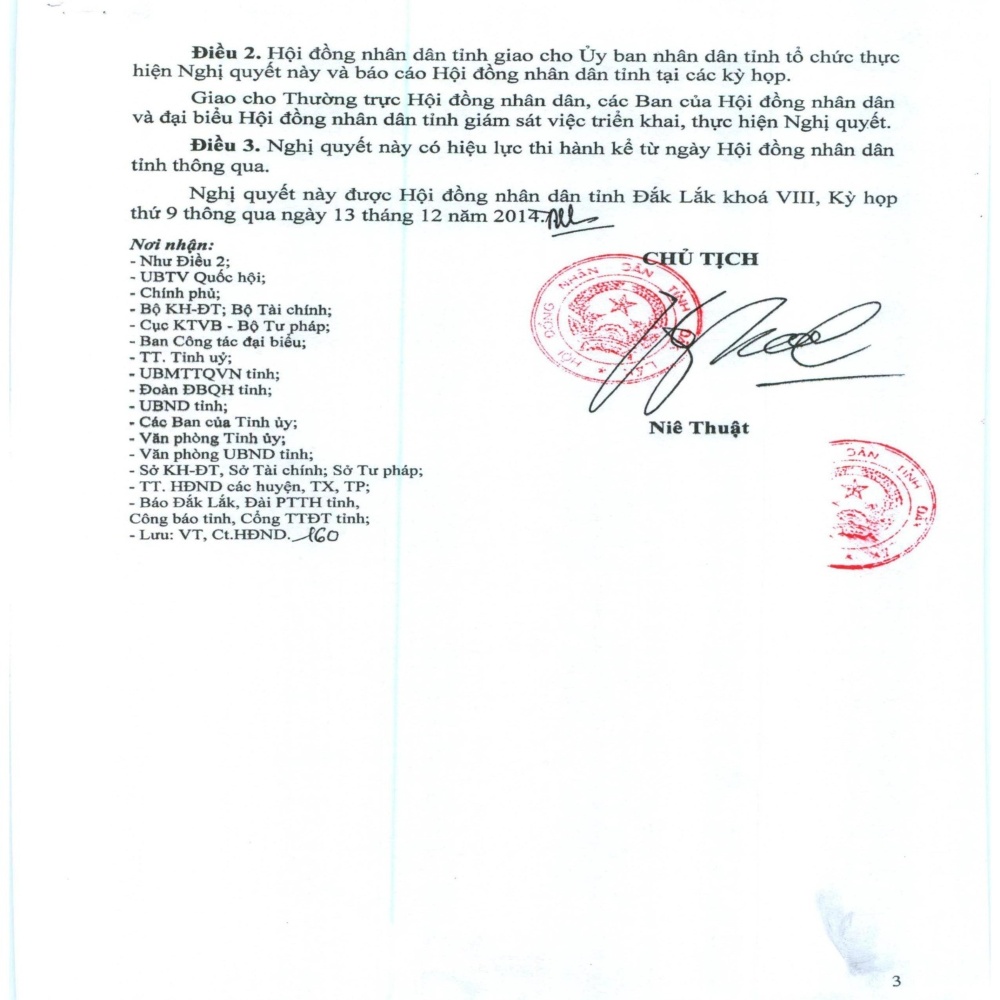 Điều 2. Hội đồng nhân dân tỉnh giao cho Ủy ban nhân dân tỉnh tổ chức thực
hiện Nghị quyết này và báo cáo Hội đồng nhân dân tỉnh tại các kỳ họp.
Giao cho Thường trực Hội đồng nhân dân, các Ban của Hội đồng nhân dân
và đại biểu Hội đồng nhân dân tỉnh giám sát việc triển khai, thực hiện Nghị quyết.
Điều 3. Nghị quyết này có hiệu lực thi hành kể từ ngày Hội đồng nhân dân
tỉnh thông qua.
Nghị quyết này được Hội đồng nhân dân tỉnh Đắk Lắk khoá VIII, Kỳ họp
thứ 9 thông qua ngày 13 tháng 12 năm 2014.
Nơi nhận:
- Như Điều 2;
- UBTV Quốc hội;
- Chính phủ;
- Bộ KH-ĐT; Bộ Tài chính;
- Cục KTVB - Bộ Tư pháp;
- Ban Công tác đại biểu;
- TT. Tỉnh uỷ;
- UBMTTQVN tỉnh;
- Đoàn ĐBQH tỉnh;
- UBND tỉnh;
- Các Ban của Tỉnh ủy;
- Văn phòng Tỉnh ủy;
- Văn phòng UBND tỉnh;
- Sở KH-ĐT, Sở Tài chính; Sở Tư pháp;
- TT. HĐND các huyện, TX, TP;
- Báo Đắk Lắk, Đài PTTH tỉnh,
Công báo tỉnh, Cổng TTĐT tỉnh;
- Lưu: VT, Ct.HĐND. 160
CHỦ TỊCH
HỘI ĐỒNG NHÂN DÂN TỈNH ĐẮK LẮK
Niê Thuật
DÂN TỈNH ĐẮK
3